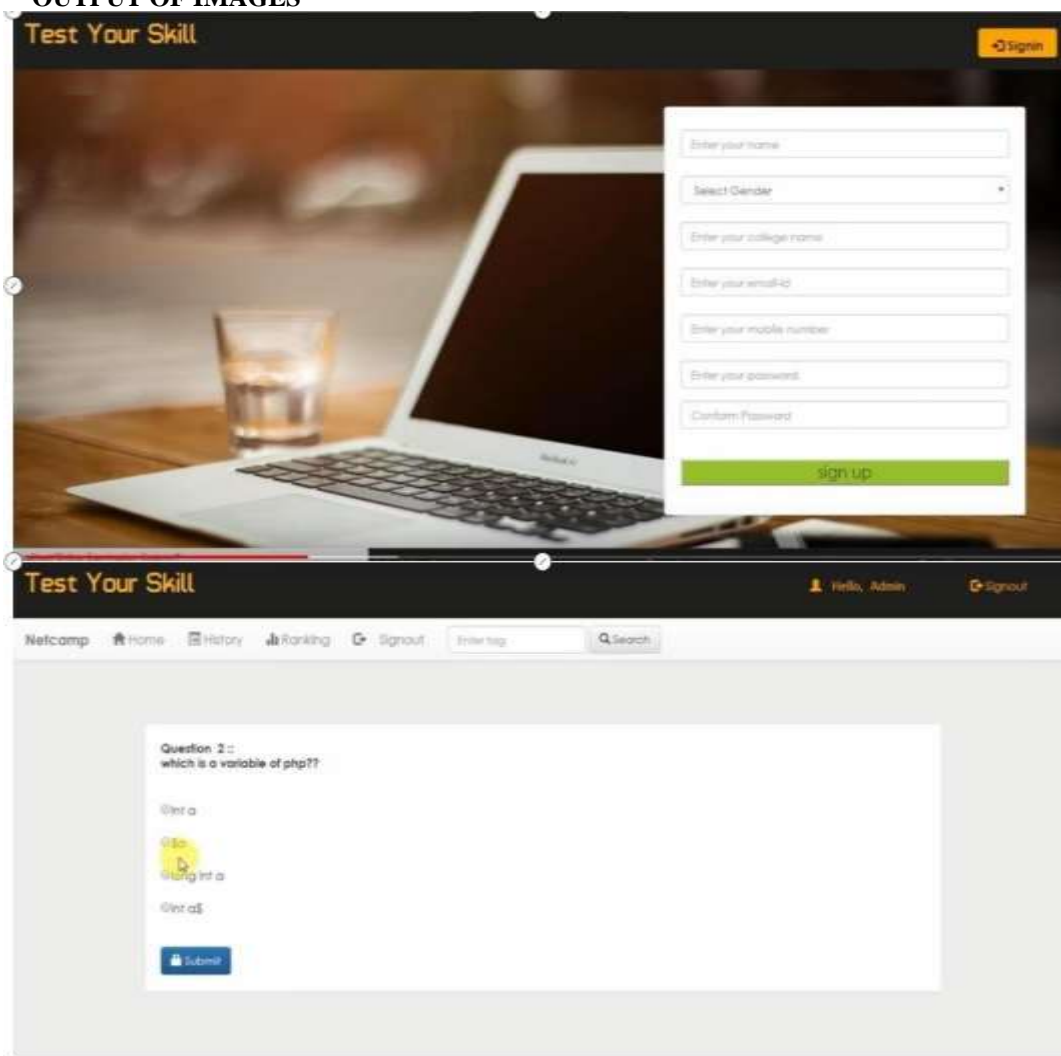 OUTPUT OF IMAGES
Test Your Skill
Signin
Enter your name
Select Gender
Enter your college name
Enter your email-id
Enter your mobile number
Enter your password
Conform Password
sign up
Test Your Skill
Hello, Admin
Signout
Netcamp Home History Ranking Signout Enter tag Search
Question 2 ::
which is a variable of php??
int a
$a
long int a
int a$
Submit